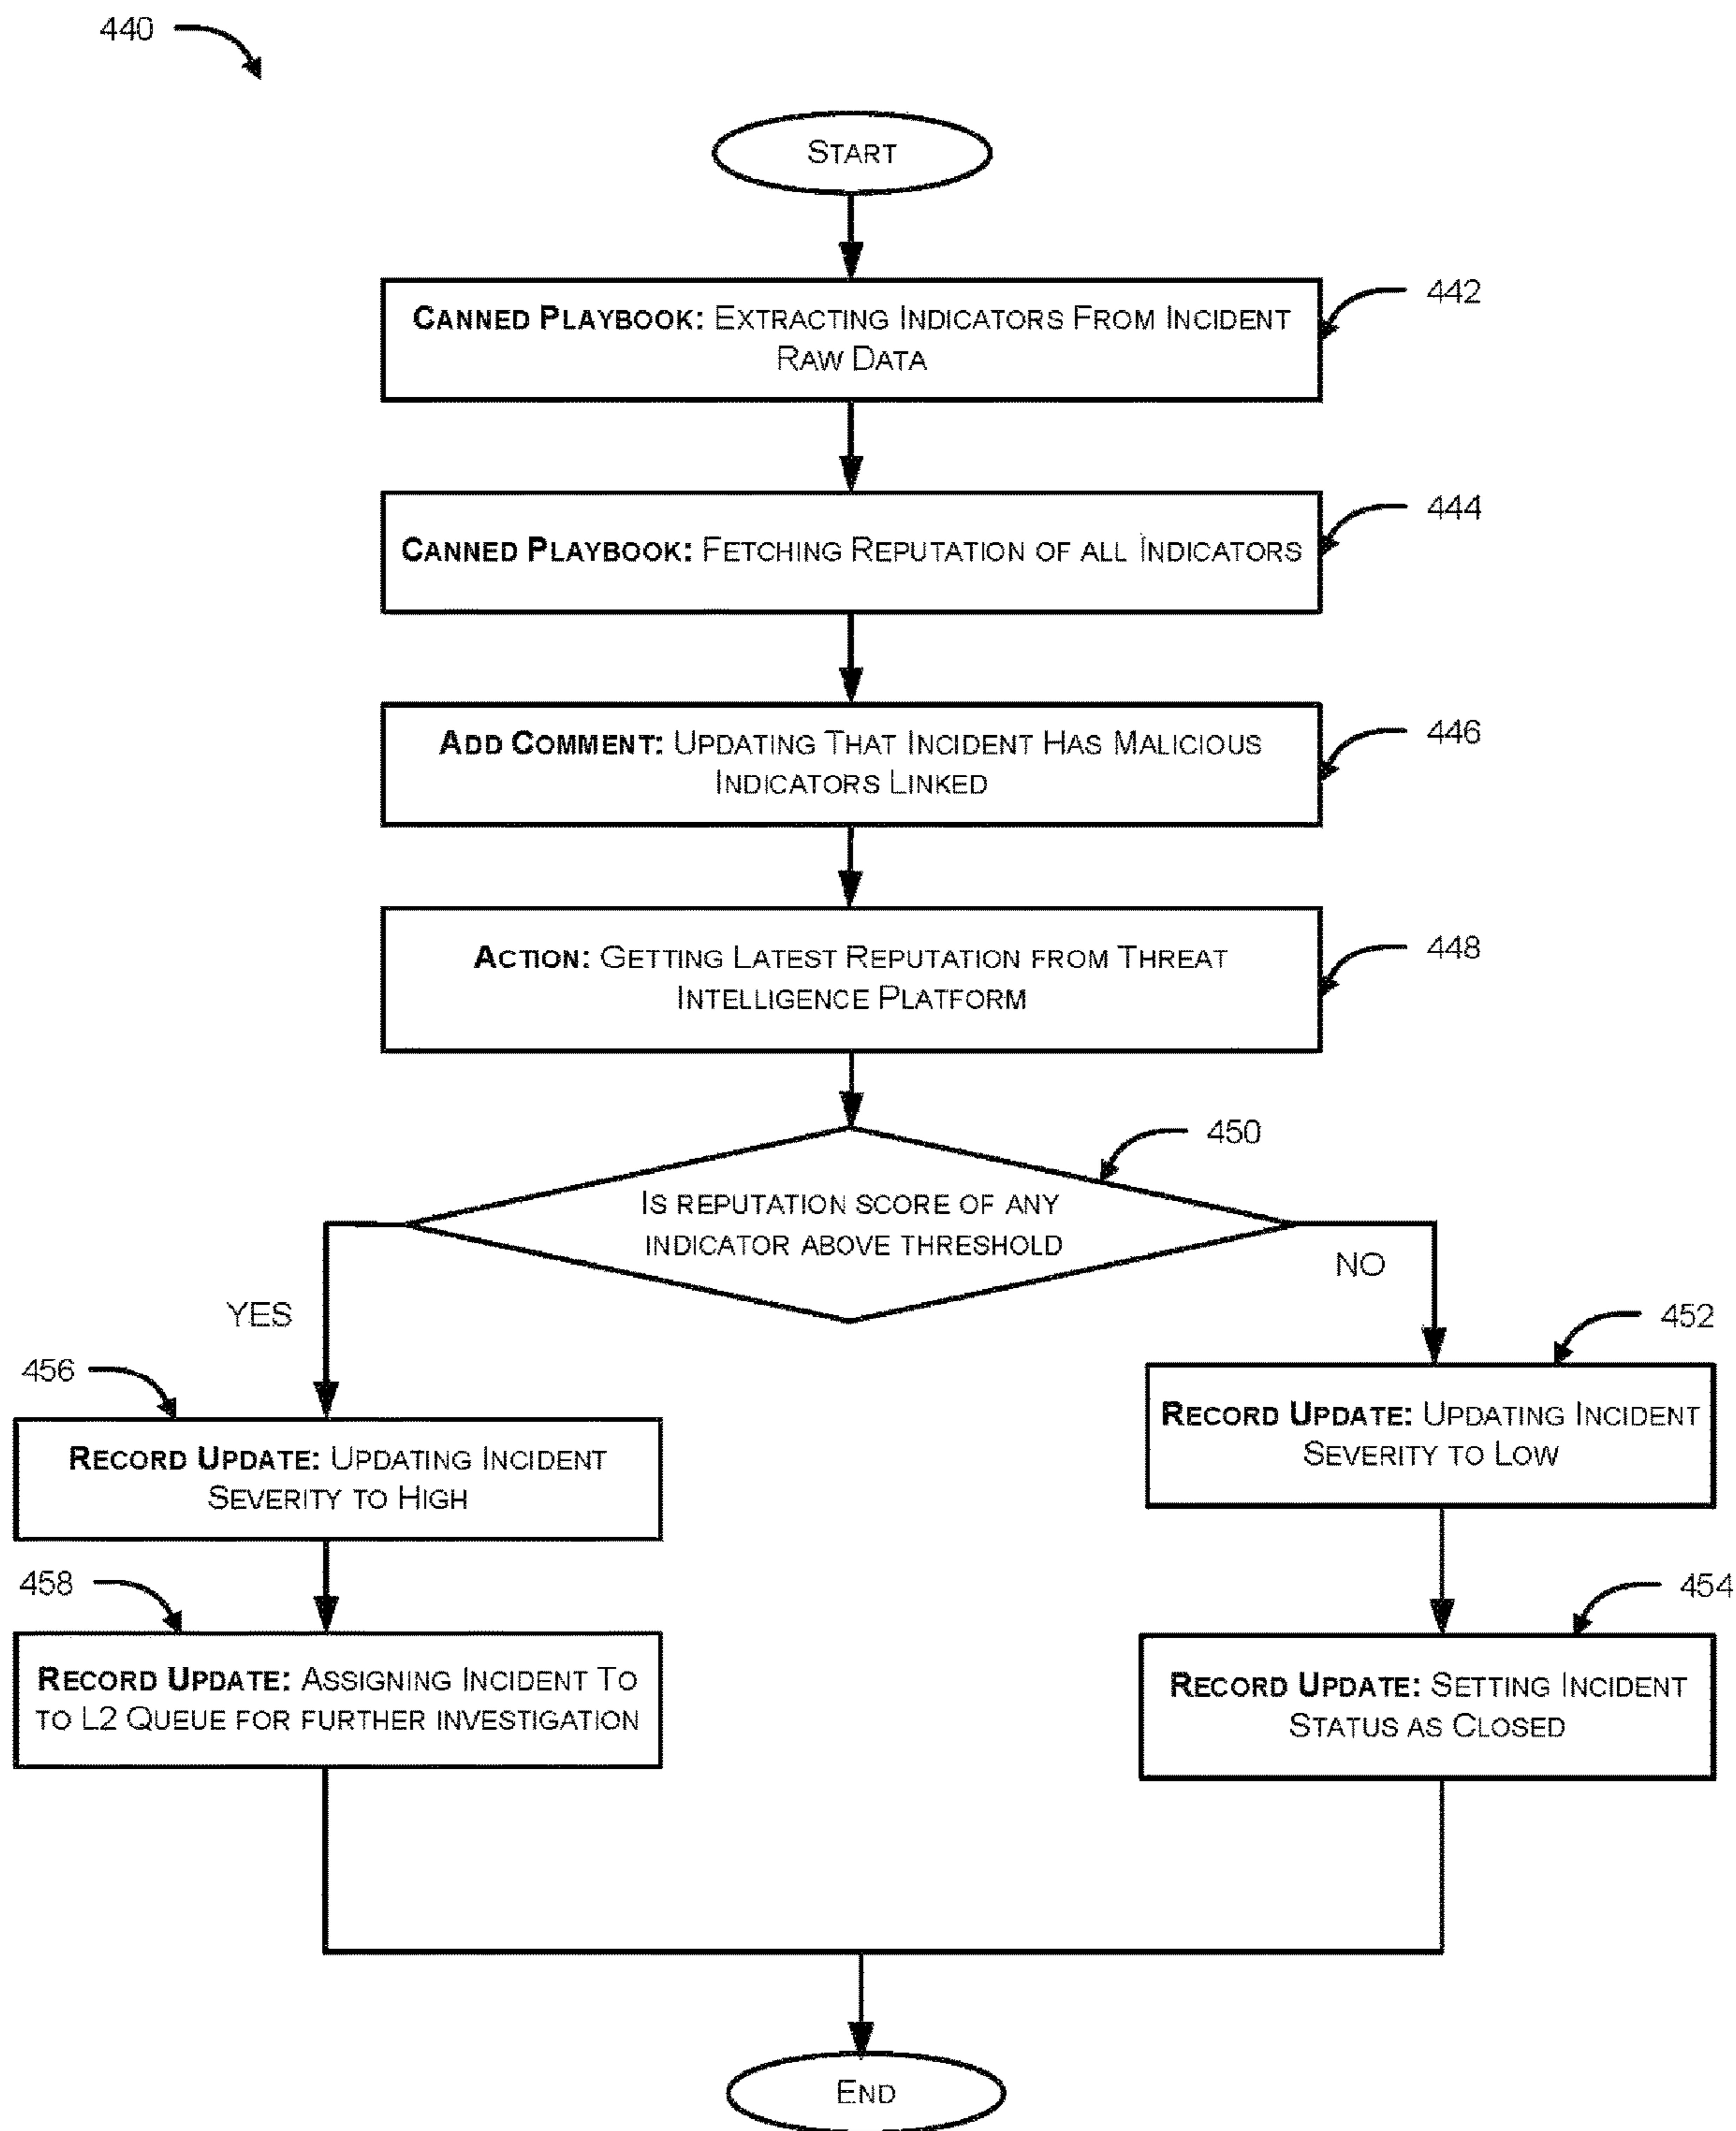 440
START
CANNED PLAYBOOK: EXTRACTING INDICATORS FROM INCIDENT
RAW DATA
442
CANNED PLAYBOOK: FETCHING REPUTATION OF ALL INDICATORS
444
ADD COMMENT: UPDATING THAT INCIDENT HAS MALICIOUS
INDICATORS LINKED
446
ACTION: GETTING LATEST REPUTATION FROM THREAT
INTELLIGENCE PLATFORM
448
450
IS REPUTATION SCORE OF ANY
INDICATOR ABOVE THRESHOLD
YES
NO
456
RECORD UPDATE: UPDATING INCIDENT
SEVERITY TO HIGH
452
RECORD UPDATE: UPDATING INCIDENT
SEVERITY TO LOW
458
RECORD UPDATE: ASSIGNING INCIDENT TO
TO L2 QUEUE FOR FURTHER INVESTIGATION
454
RECORD UPDATE: SETTING INCIDENT
STATUS AS CLOSED
END